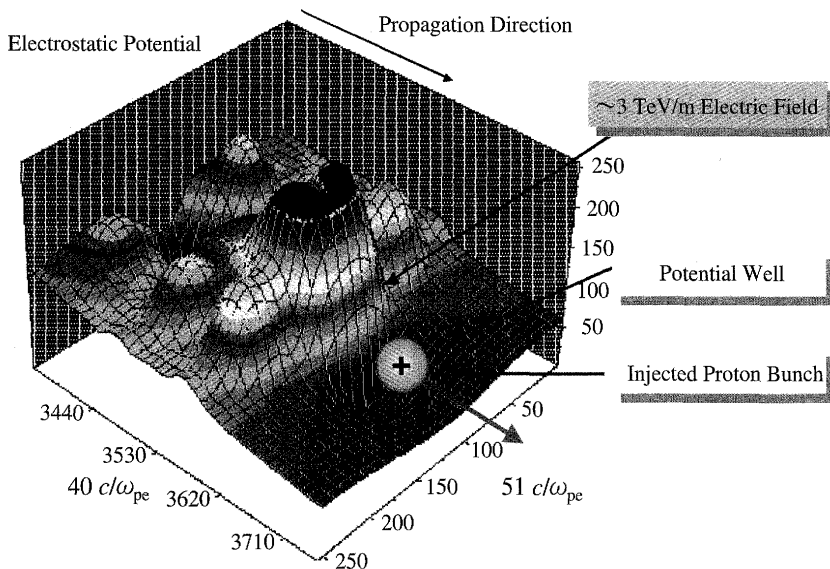 Propagation Direction
Electrostatic Potential
~3 TeV/m Electric Field
250
200
150
Potential Well
100
50
+
Injected Proton Bunch
3440
3530
40 c/ωpe
3620
3710
50
100
150
51 c/ωpe
200
250